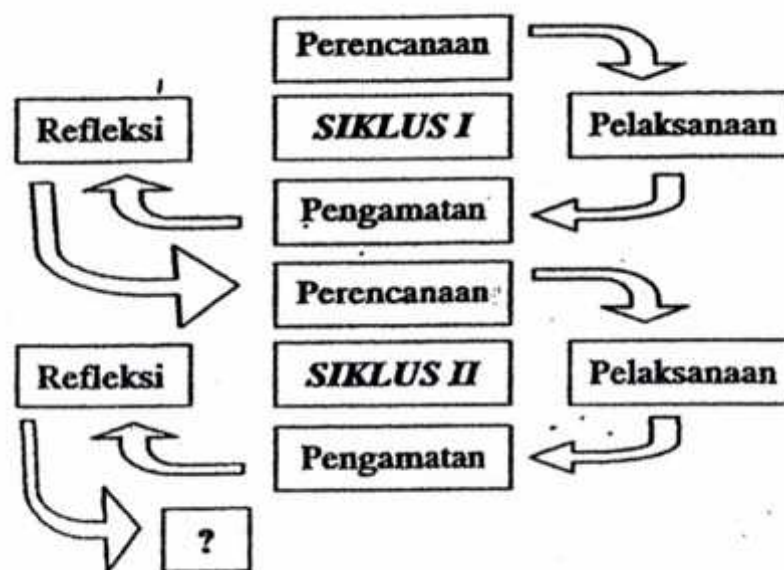 Perencanaan
Refleksi
SIKLUS I
Pelaksanaan
Pengamatan
Perencanaan
Refleksi
SIKLUS II
Pelaksanaan
Pengamatan
?